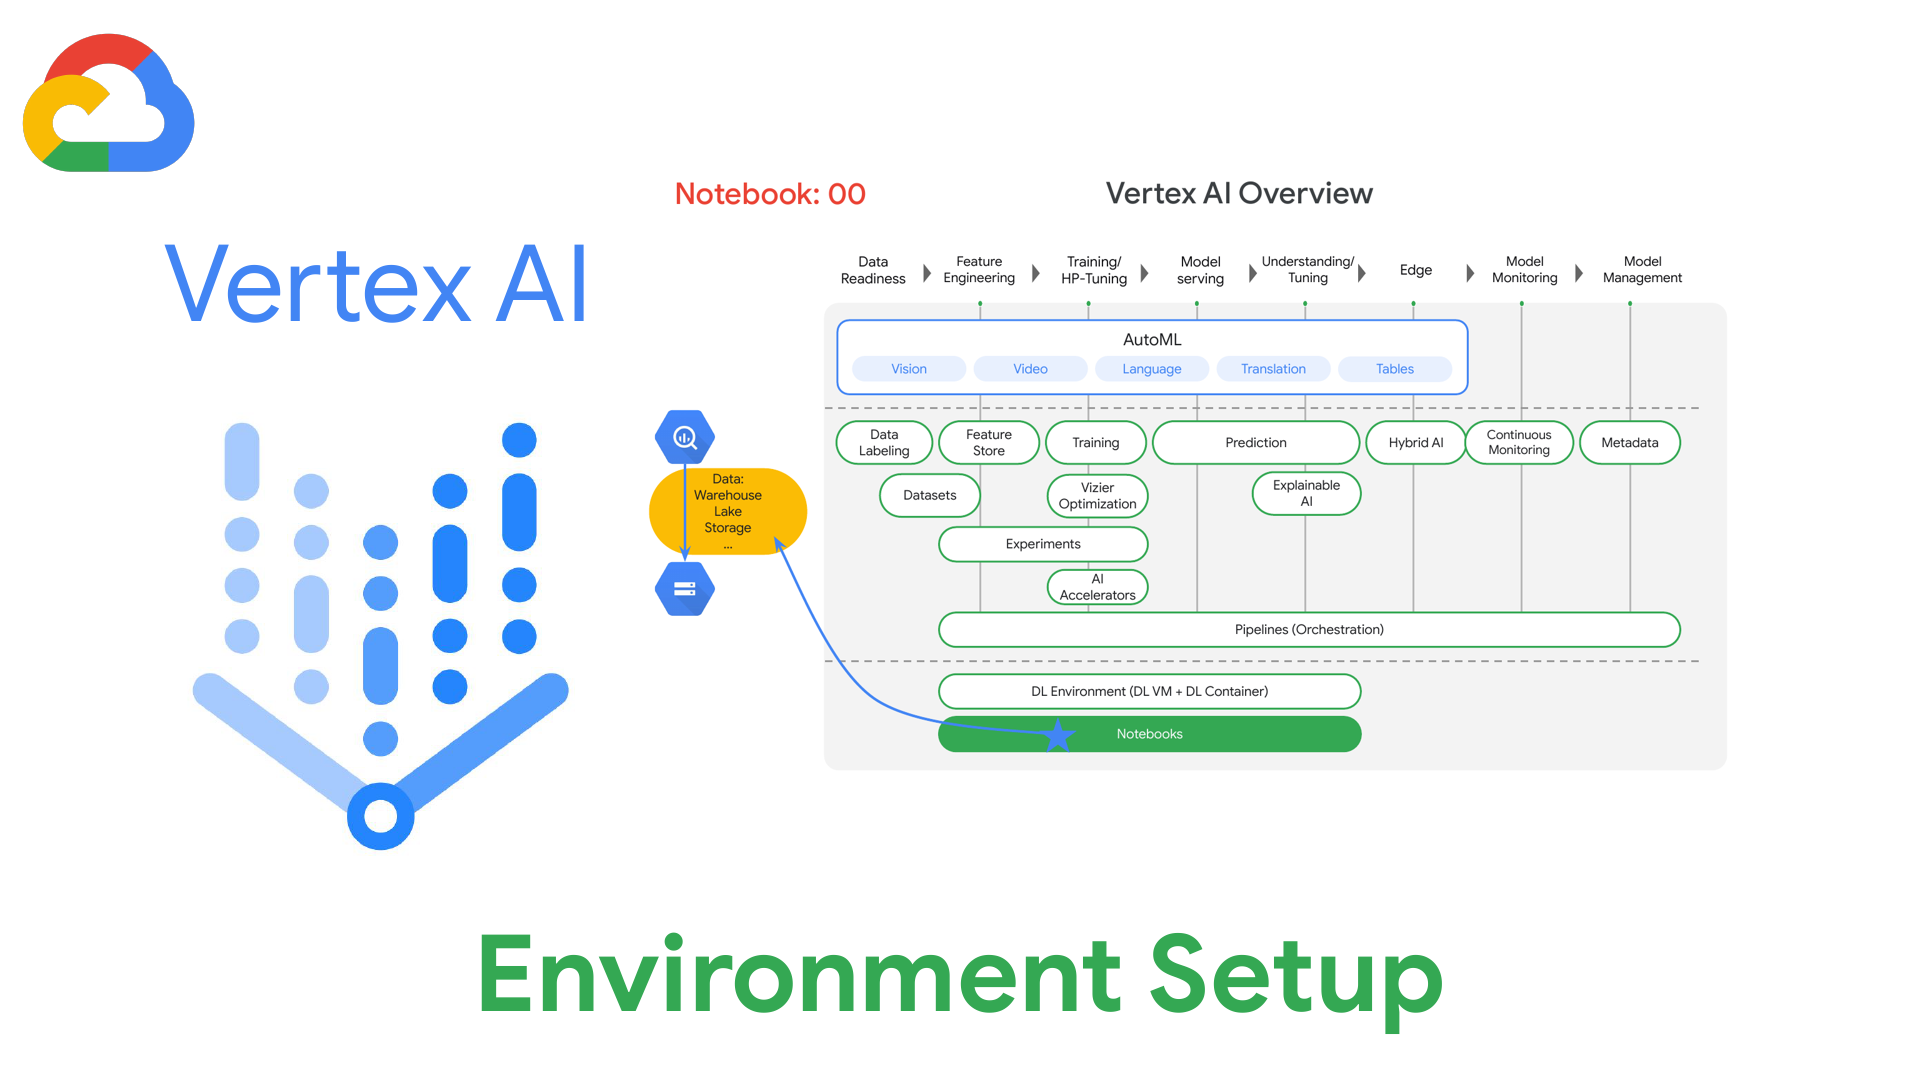 Notebook: 00
Vertex AI Overview
Vertex AI
Data
Readiness
Feature
Engineering
Training/
HP-Tuning
Model
serving
Understanding/
Tuning
Edge
Model
Monitoring
Model
Management
AutoML
Vision
Video
Language
Translation
Tables
Data:
Warehouse
Lake
Storage
...
Data
Labeling
Feature
Store
Training
Prediction
Hybrid AI
Continuous
Monitoring
Metadata
Datasets
Vizier
Optimization
Explainable
AI
Experiments
AI
Accelerators
Pipelines (Orchestration)
DL Environment (DL VM + DL Container)
Notebooks
Environment Setup